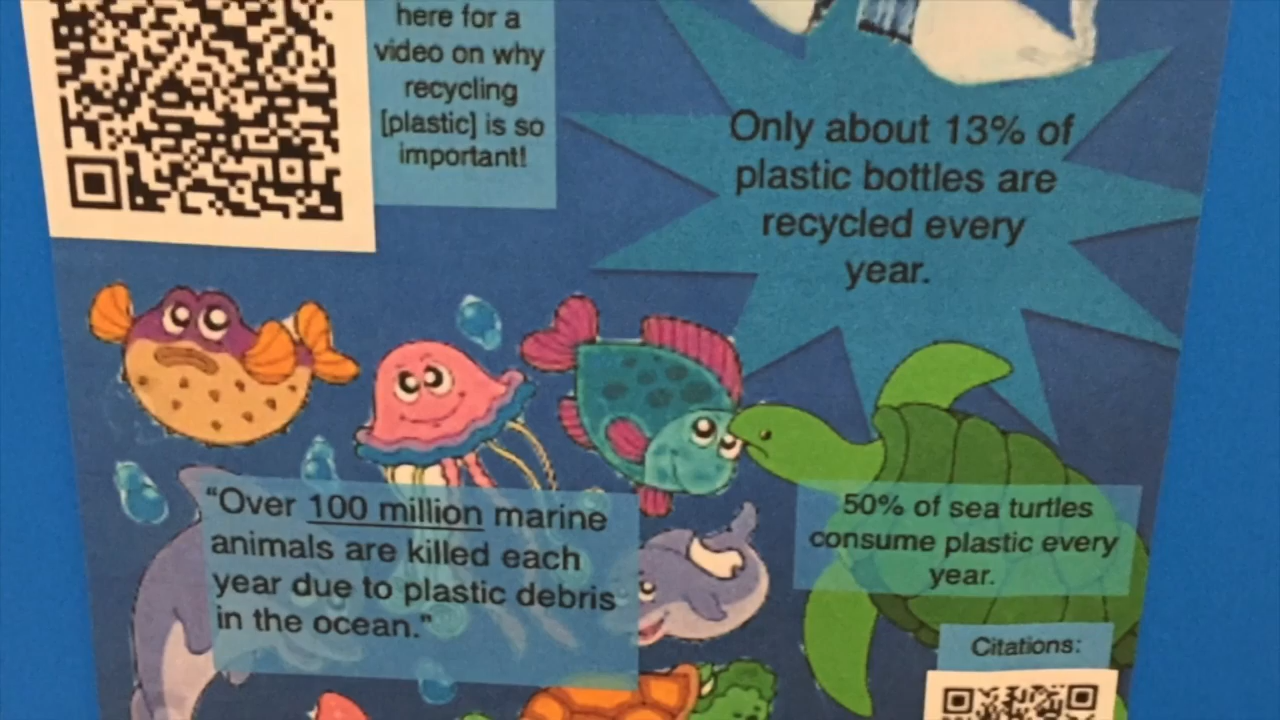 here for a
video on why
recycling
[plastic] is so
important!
Only about 13% of
plastic bottles are
recycled every
year.
“Over 100 million marine
animals are killed each
year due to plastic debris
in the ocean.”
50% of sea turtles
consume plastic every
year.
Citations: